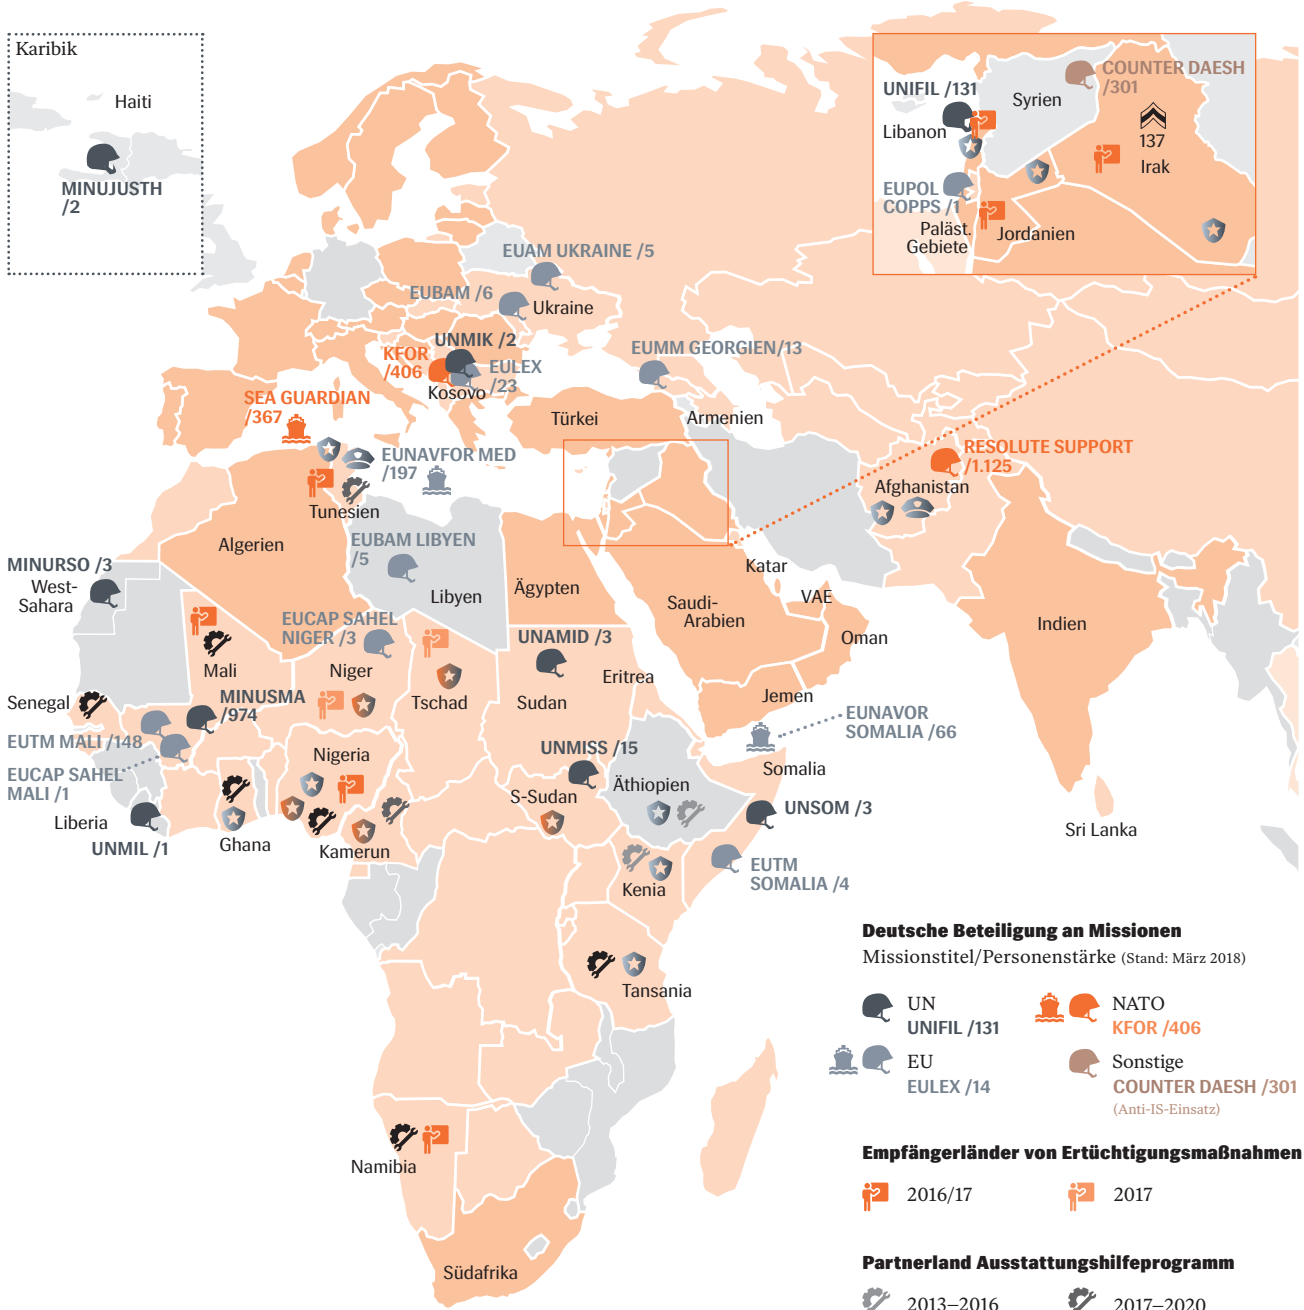 Karibik
Haiti
MINUJUSTH
/2
UNIFIL /131
Libanon
Syrien
COUNTER DAESH
/301
137
Irak
EUPOL
COPPS /1
Paläst.
Gebiete
Jordanien
EUAM UKRAINE /5
EUBAM /6
Ukraine
UNMIK /2
KFOR
/406
EULEX
/23
Kosovo
EUMM GEORGIEN/13
SEA GUARDIAN
/367
Türkei
Armenien
EUNAVFOR MED
/197
RESOLUTE SUPPORT
/1.125
Afghanistan
Tunesien
Algerien
EUBAM LIBYEN
/5
Libyen
Ägypten
Katar
VAE
Saudi-
Arabien
Oman
Indien
MINURSO /3
West-
Sahara
EUCAP SAHEL
NIGER /3
UNAMID /3
Mali
Niger
Tschad
Sudan
Eritrea
Jemen
Senegal
MINUSMA
/974
EUNAVOR
SOMALIA /66
EUTM MALI /148
EUCAP SAHEL
MALI /1
Nigeria
UNMISS /15
S-Sudan
Äthiopien
Somalia
UNSOM /3
Liberia
UNMIL /1
Ghana
Kamerun
Sri Lanka
Kenia
EUTM
SOMALIA /4
Tansania
Namibia
Südafrika
Deutsche Beteiligung an Missionen
Missionstitel/Personenstärke (Stand: März 2018)
UN
UNIFIL /131
NATO
KFOR /406
EU
EULEX /14
Sonstige
COUNTER DAESH /301
(Anti-IS-Einsatz)
Empfängerländer von Ertüchtigungsmaßnahmen
2016/17
2017
Partnerland Ausstattungshilfeprogramm
2013–2016
2017–2020